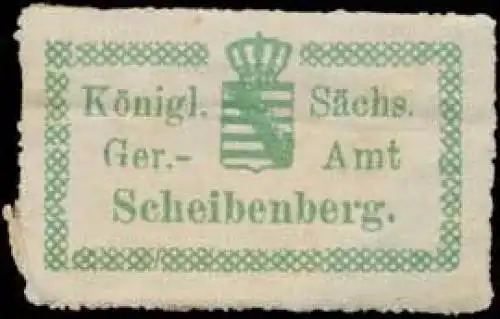 Königl. Sächs.
Ger.- Amt
Scheibenberg.